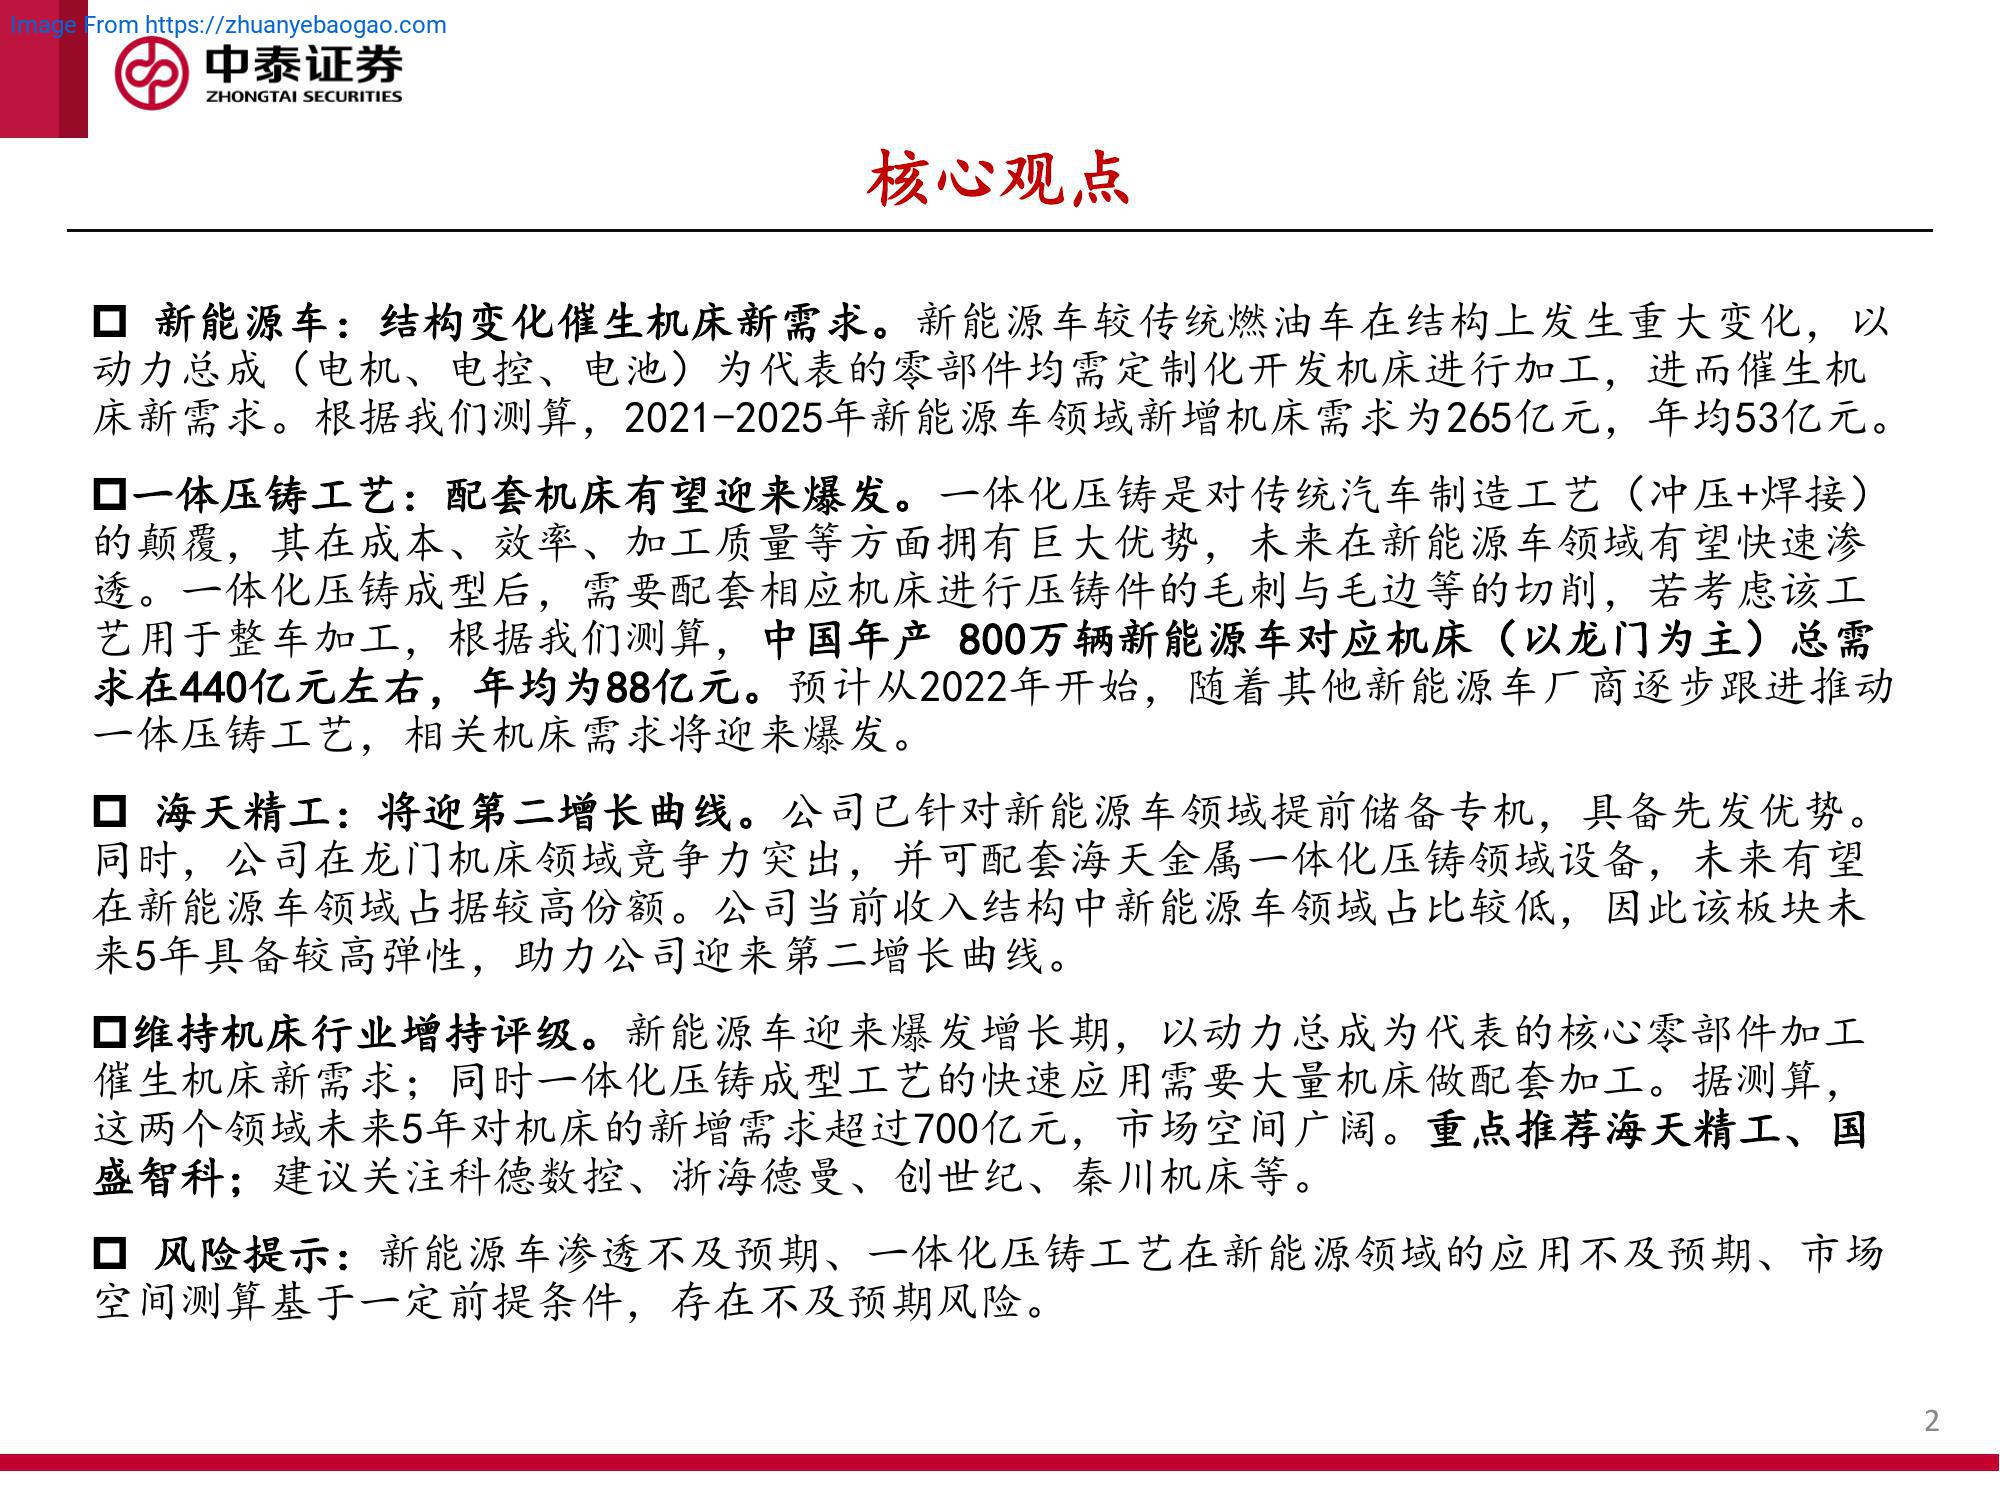 Image From https://zhuanyebaogao.com
中泰证券
ZHONGTAI SECURITIES
核心观点
新能源车：结构变化催生机床新需求。新能源车较传统燃油车在结构上发生重大变化，以
动力总成（电机、电控、电池）为代表的零部件均需定制化开发机床进行加工，进而催生机
床新需求。根据我们测算，2021-2025年新能源车领域新增机床需求为265亿元，年均53亿元。
一体压铸工艺：配套机床有望迎来爆发。一体化压铸是对传统汽车制造工艺（冲压+焊接）
的颠覆，其在成本、效率、加工质量等方面拥有巨大优势，未来在新能源车领域有望快速渗
透。一体化压铸成型后，需要配套相应机床进行压铸件的毛刺与毛边等的切削，若考虑该工
艺用于整车加工，根据我们测算，中国年产 800万辆新能源车对应机床（以龙门为主）总需
求在440亿元左右，年均为88亿元。预计从2022年开始，随着其他新能源车厂商逐步跟进推动
一体压铸工艺，相关机床需求将迎来爆发。
海天精工：将迎第二增长曲线。公司已针对新能源车领域提前储备专机，具备先发优势。
同时，公司在龙门机床领域竞争力突出，并可配套海天金属一体化压铸领域设备，未来有望
在新能源车领域占据较高份额。公司当前收入结构中新能源车领域占比较低，因此该板块未
来5年具备较高弹性，助力公司迎来第二增长曲线。
维持机床行业增持评级。新能源车迎来爆发增长期，以动力总成为代表的核心零部件加工
催生机床新需求；同时一体化压铸成型工艺的快速应用需要大量机床做配套加工。据测算，
这两个领域未来5年对机床的新增需求超过700亿元，市场空间广阔。重点推荐海天精工、国
盛智科；建议关注科德数控、浙海德曼、创世纪、秦川机床等。
风险提示：新能源车渗透不及预期、一体化压铸工艺在新能源领域的应用不及预期、市场
空间测算基于一定前提条件，存在不及预期风险。
2